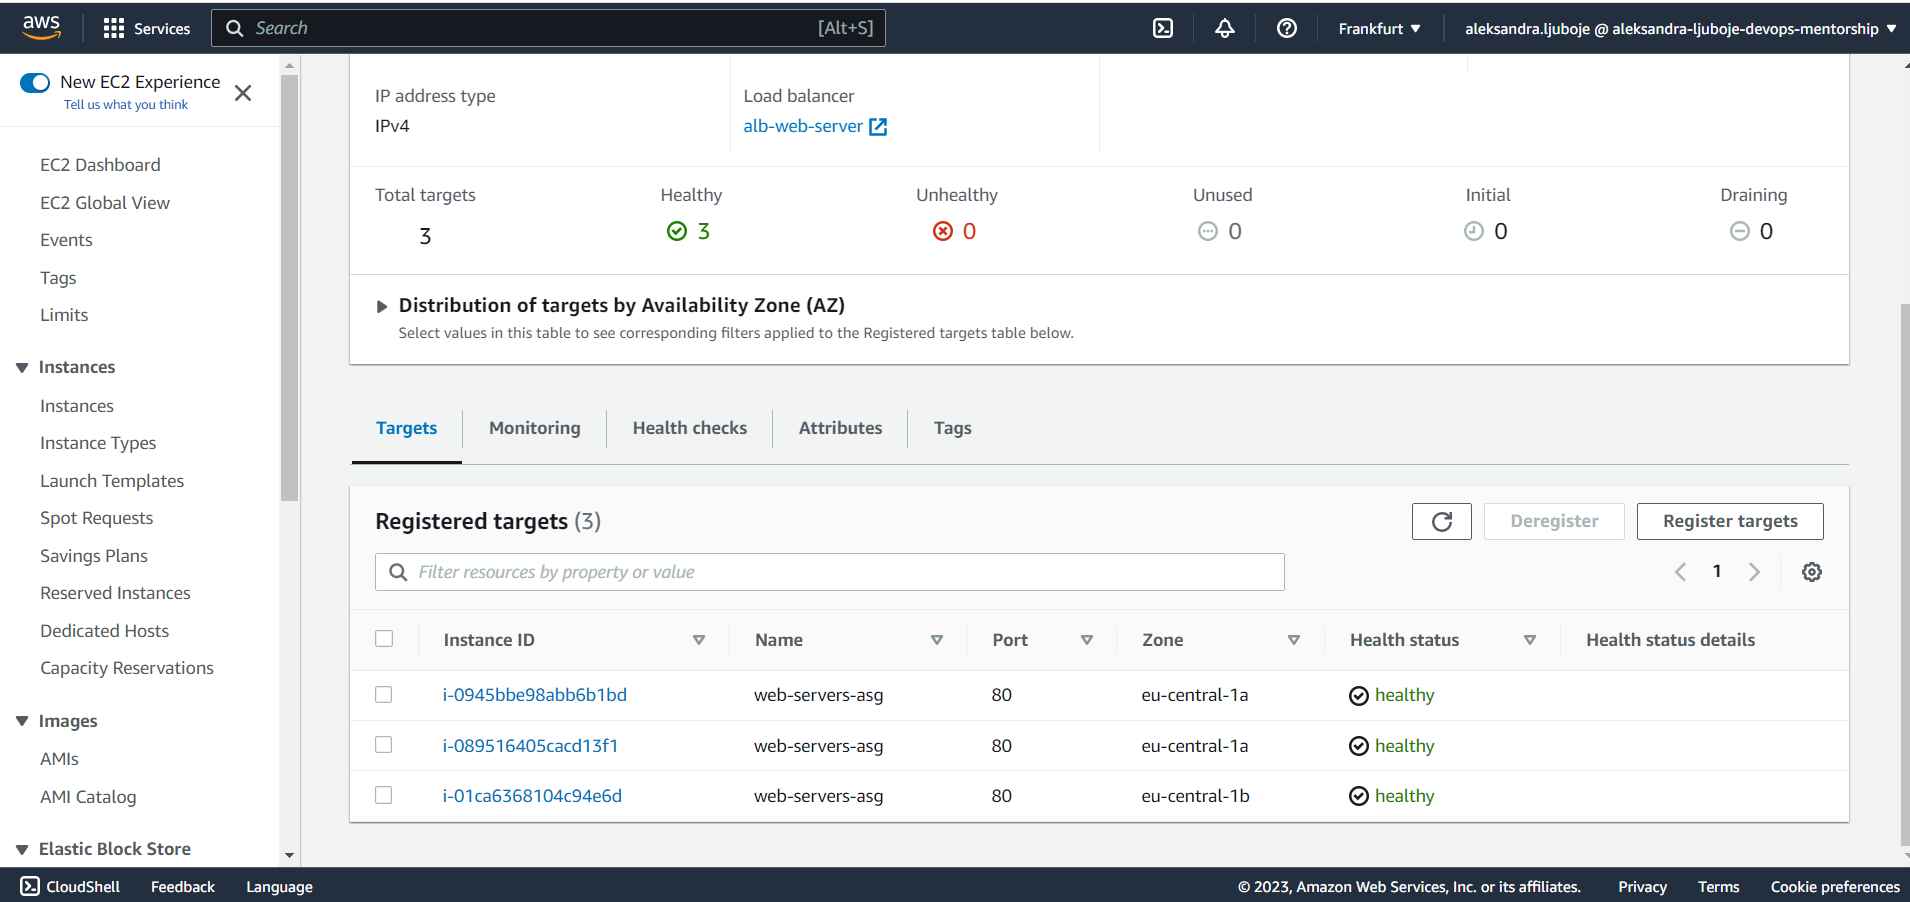 aws
Services
Search [Alt+S]
Frankfurt
aleksandra.ljuboje @ aleksandra-ljuboje-devops-mentorship
New EC2 Experience
Tell us what you think
EC2 Dashboard
EC2 Global View
Events
Tags
Limits
Instances
Instances
Instance Types
Launch Templates
Spot Requests
Savings Plans
Reserved Instances
Dedicated Hosts
Capacity Reservations
Images
AMIs
AMI Catalog
Elastic Block Store
IP address type
IPv4
Load balancer
alb-web-server
Total targets
3
Healthy
3
Unhealthy
0
Unused
0
Initial
0
Draining
0
Distribution of targets by Availability Zone (AZ)
Select values in this table to see corresponding filters applied to the Registered targets table below.
Targets Monitoring Health checks Attributes Tags
Registered targets (3)
Deregister
Register targets
Filter resources by property or value
1
Instance ID Name Port Zone Health status Health status details
i-0945bbe98abb6b1bd web-servers-asg 80 eu-central-1a healthy
i-089516405cacd13f1 web-servers-asg 80 eu-central-1a healthy
i-01ca6368104c94e6d web-servers-asg 80 eu-central-1b healthy
CloudShell Feedback Language
© 2023, Amazon Web Services, Inc. or its affiliates. Privacy Terms Cookie preferences